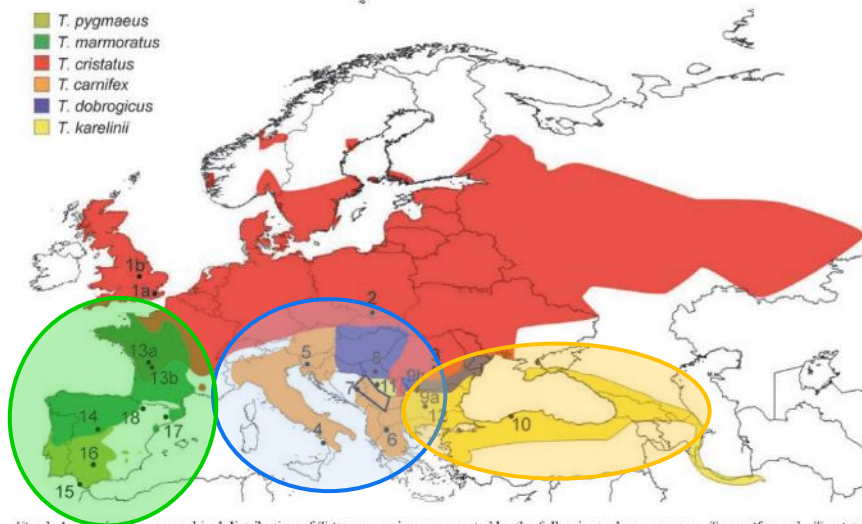 T. pygmaeus
T. marmoratus
T. cristatus
T. carnifex
T. dobrogicus
T. karelinii
1b
1a
2
3
13a
5
8
13b
7
11
9b
9a
10
18
14
17
4
6
16
15